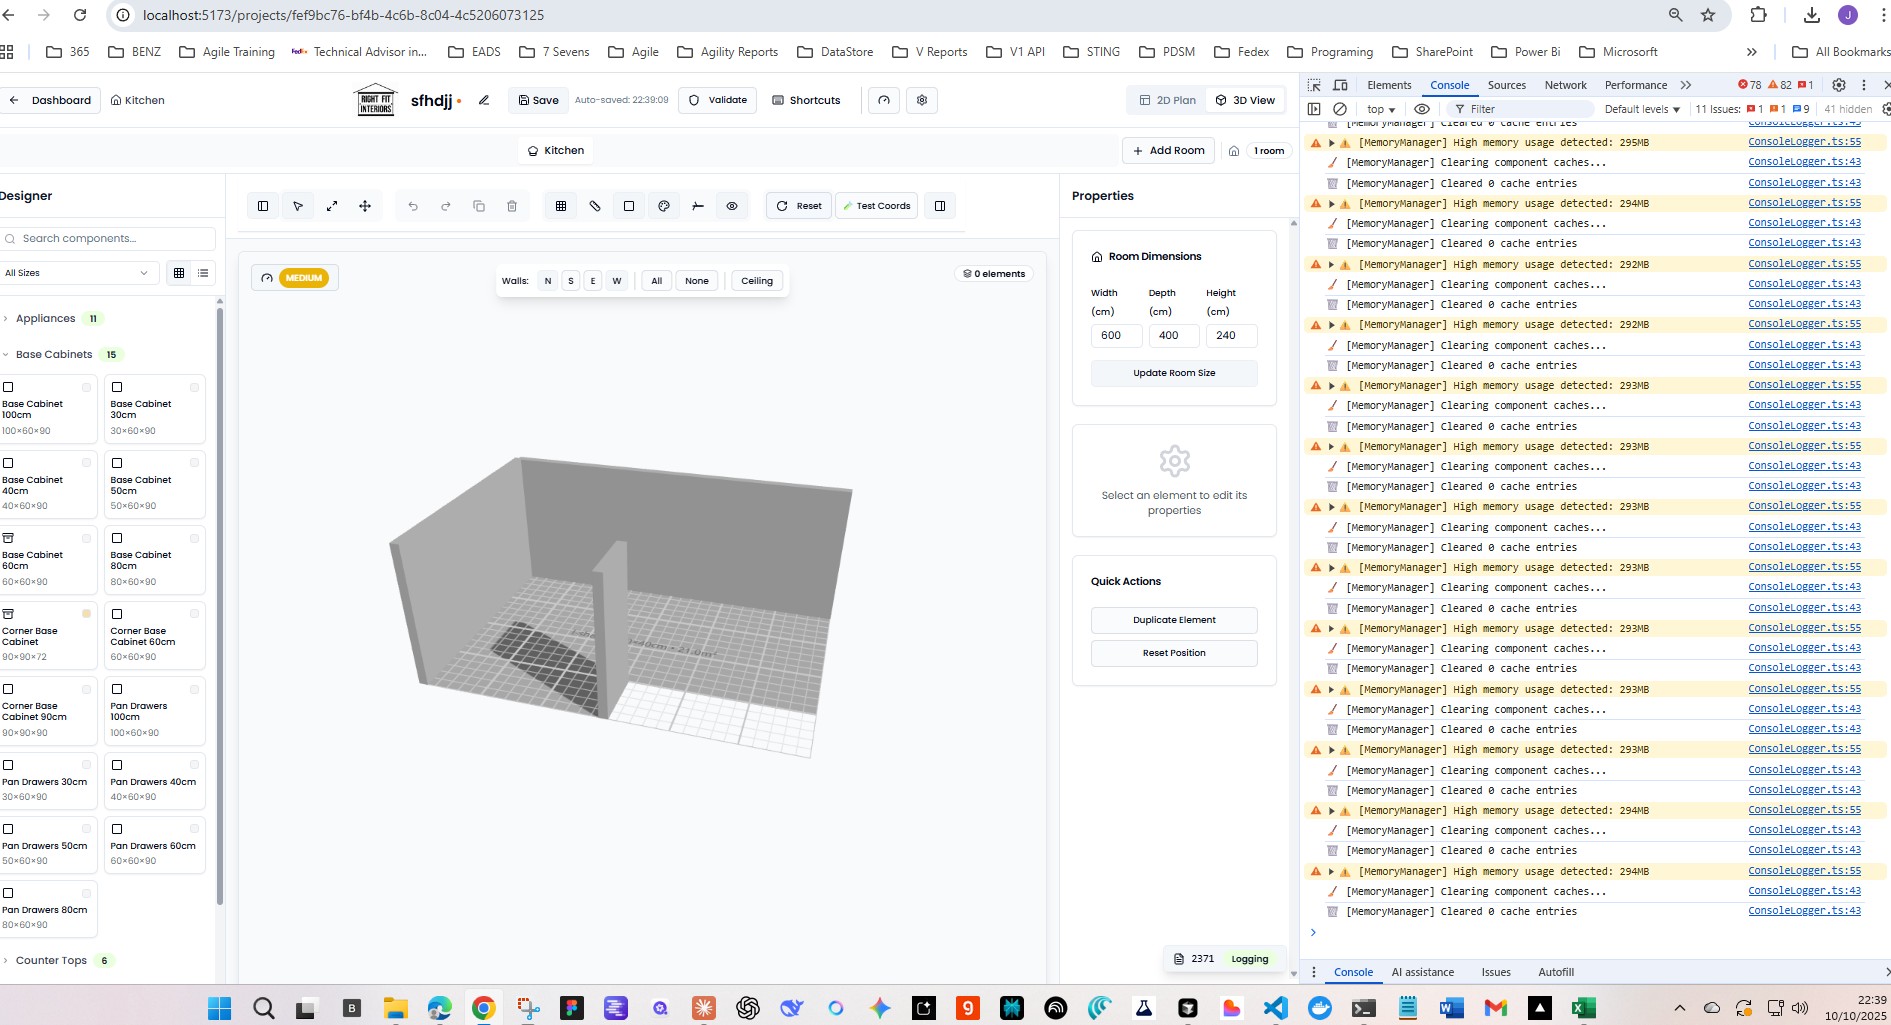 localhost:5173/projects/fef9bc76-bf4b-4c6b-8c04-4c5206073125
365
BENZ
Agile Training
FedEx Technical Advisor in...
EADS
7 Sevens
Agile
Agility Reports
DataStore
V Reports
V1 API
STING
PDSM
Fedex
Programing
SharePoint
Power Bi
Microsorft
»
All Bookmarks
J
Dashboard
Kitchen
RIGHT FIT
INTERIORS
sfhdjj
Save
Auto-saved: 22:39:09
Validate
Shortcuts
2D Plan
3D View
Kitchen
Add Room
1 room
Designer
Search components...
All Sizes
Appliances 11
Base Cabinets 15
Base Cabinet
100cm
100×60×90
Base Cabinet
30cm
30×60×90
Base Cabinet
40cm
40×60×90
Base Cabinet
50cm
50×60×90
Base Cabinet
60cm
60×60×90
Base Cabinet
80cm
80×60×90
Corner Base
Cabinet
90×90×72
Corner Base
Cabinet 60cm
60×60×90
Corner Base
Cabinet 90cm
90×90×90
Pan Drawers
100cm
100×60×90
Pan Drawers 30cm
30×60×90
Pan Drawers 40cm
40×60×90
Pan Drawers 50cm
50×60×90
Pan Drawers 60cm
60×60×90
Pan Drawers 80cm
80×60×90
Counter Tops 6
Reset
Test Coords
MEDIUM
Walls: N S E W All None Ceiling
0 elements
Properties
Room Dimensions
Width
(cm)
Depth
(cm)
Height
(cm)
600
400
240
Update Room Size
Select an element to edit its
properties
Quick Actions
Duplicate Element
Reset Position
2371 Logging
Elements
Console
Sources
Network
Performance
»
78 82 1
top
Filter
Default levels
11 Issues: 1 1 9
41 hidden
[MemoryManager] Cleared 0 cache entries ConsoleLogger.ts:43
[MemoryManager] High memory usage detected: 295MB ConsoleLogger.ts:55
[MemoryManager] Clearing component caches... ConsoleLogger.ts:43
[MemoryManager] Cleared 0 cache entries ConsoleLogger.ts:43
[MemoryManager] High memory usage detected: 294MB ConsoleLogger.ts:55
[MemoryManager] Clearing component caches... ConsoleLogger.ts:43
[MemoryManager] Cleared 0 cache entries ConsoleLogger.ts:43
[MemoryManager] High memory usage detected: 292MB ConsoleLogger.ts:55
[MemoryManager] Clearing component caches... ConsoleLogger.ts:43
[MemoryManager] Cleared 0 cache entries ConsoleLogger.ts:43
[MemoryManager] High memory usage detected: 292MB ConsoleLogger.ts:55
[MemoryManager] Clearing component caches... ConsoleLogger.ts:43
[MemoryManager] Cleared 0 cache entries ConsoleLogger.ts:43
[MemoryManager] High memory usage detected: 293MB ConsoleLogger.ts:55
[MemoryManager] Clearing component caches... ConsoleLogger.ts:43
[MemoryManager] Cleared 0 cache entries ConsoleLogger.ts:43
[MemoryManager] High memory usage detected: 293MB ConsoleLogger.ts:55
[MemoryManager] Clearing component caches... ConsoleLogger.ts:43
[MemoryManager] Cleared 0 cache entries ConsoleLogger.ts:43
[MemoryManager] High memory usage detected: 293MB ConsoleLogger.ts:55
[MemoryManager] Clearing component caches... ConsoleLogger.ts:43
[MemoryManager] Cleared 0 cache entries ConsoleLogger.ts:43
[MemoryManager] High memory usage detected: 293MB ConsoleLogger.ts:55
[MemoryManager] Clearing component caches... ConsoleLogger.ts:43
[MemoryManager] Cleared 0 cache entries ConsoleLogger.ts:43
[MemoryManager] High memory usage detected: 293MB ConsoleLogger.ts:55
[MemoryManager] Clearing component caches... ConsoleLogger.ts:43
[MemoryManager] Cleared 0 cache entries ConsoleLogger.ts:43
[MemoryManager] High memory usage detected: 293MB ConsoleLogger.ts:55
[MemoryManager] Clearing component caches... ConsoleLogger.ts:43
[MemoryManager] Cleared 0 cache entries ConsoleLogger.ts:43
[MemoryManager] High memory usage detected: 293MB ConsoleLogger.ts:55
[MemoryManager] Clearing component caches... ConsoleLogger.ts:43
[MemoryManager] Cleared 0 cache entries ConsoleLogger.ts:43
[MemoryManager] High memory usage detected: 294MB ConsoleLogger.ts:55
[MemoryManager] Clearing component caches... ConsoleLogger.ts:43
[MemoryManager] Cleared 0 cache entries ConsoleLogger.ts:43
[MemoryManager] High memory usage detected: 294MB ConsoleLogger.ts:55
[MemoryManager] Clearing component caches... ConsoleLogger.ts:43
[MemoryManager] Cleared 0 cache entries ConsoleLogger.ts:43
Console
AI assistance
Issues
Autofill
22:39
10/10/2025